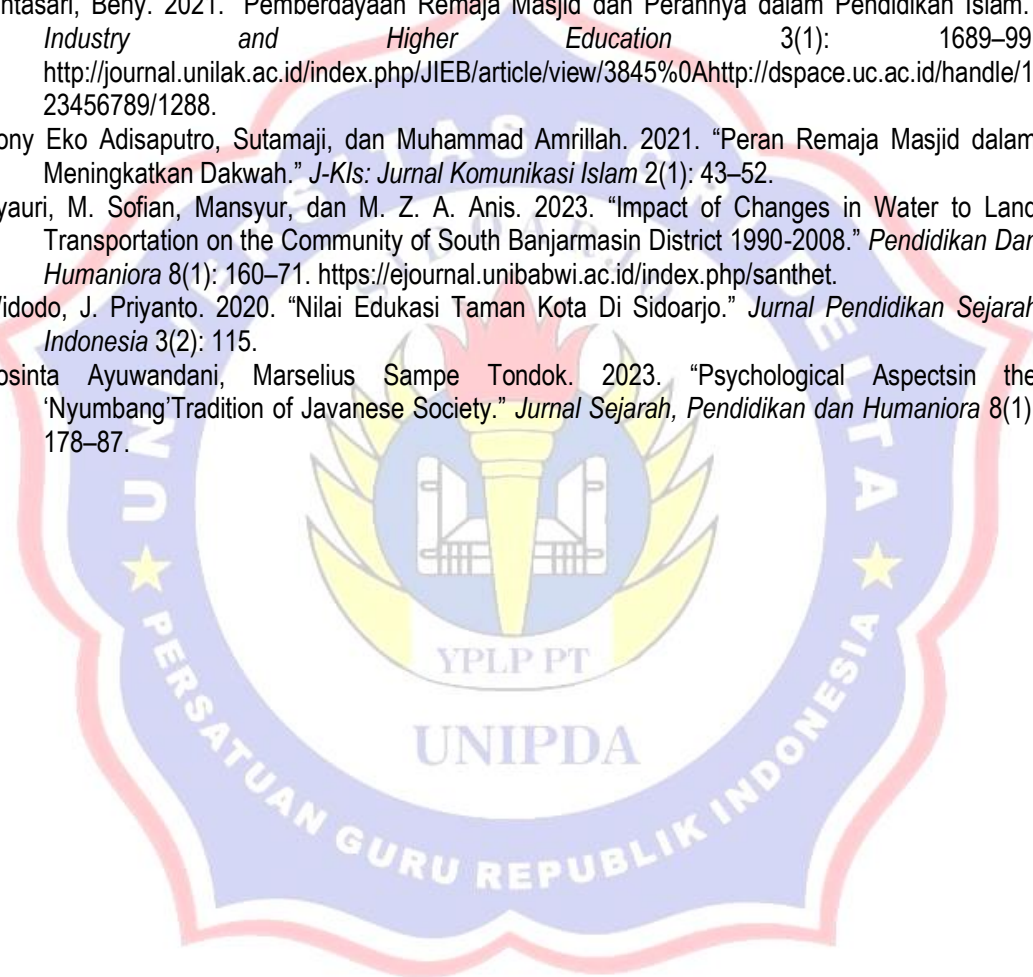 ntasari, Beny. 2021. “Pemberdayaan Remaja Masjid dan Perannya dalam Pendidikan Islam.”
Industry and Higher Education 3(1): 1689–99
http://journal.unilak.ac.id/index.php/JIEB/article/view/3845%0Ahttp://dspace.uc.ac.id/handle/1
23456789/1288.
ony Eko Adisaputro, Sutamaji, dan Muhammad Amrillah. 2021. “Peran Remaja Masjid dalam
Meningkatkan Dakwah.” J-KIs: Jurnal Komunikasi Islam 2(1): 43–52.
yauri, M. Sofian, Mansyur, dan M. Z. A. Anis. 2023. “Impact of Changes in Water to Land
Transportation on the Community of South Banjarmasin District 1990-2008.” Pendidikan Dan
Humaniora 8(1): 160–71. https://ejournal.unibabwi.ac.id/index.php/santhet.
idodo, J. Priyanto. 2020. “Nilai Edukasi Taman Kota Di Sidoarjo.” Jurnal Pendidikan Sejarah
Indonesia 3(2): 115.
osinta Ayuwandani, Marselius Sampe Tondok. 2023. “Psychological Aspectsin the
‘Nyumbang’Tradition of Javanese Society.” Jurnal Sejarah, Pendidikan dan Humaniora 8(1)
178–87.
UNIVERSITAS PGRI DELTA
SIDOARJO
YPLP PT
UNIPDA
PERSATUAN GURU REPUBLIK INDONESIA